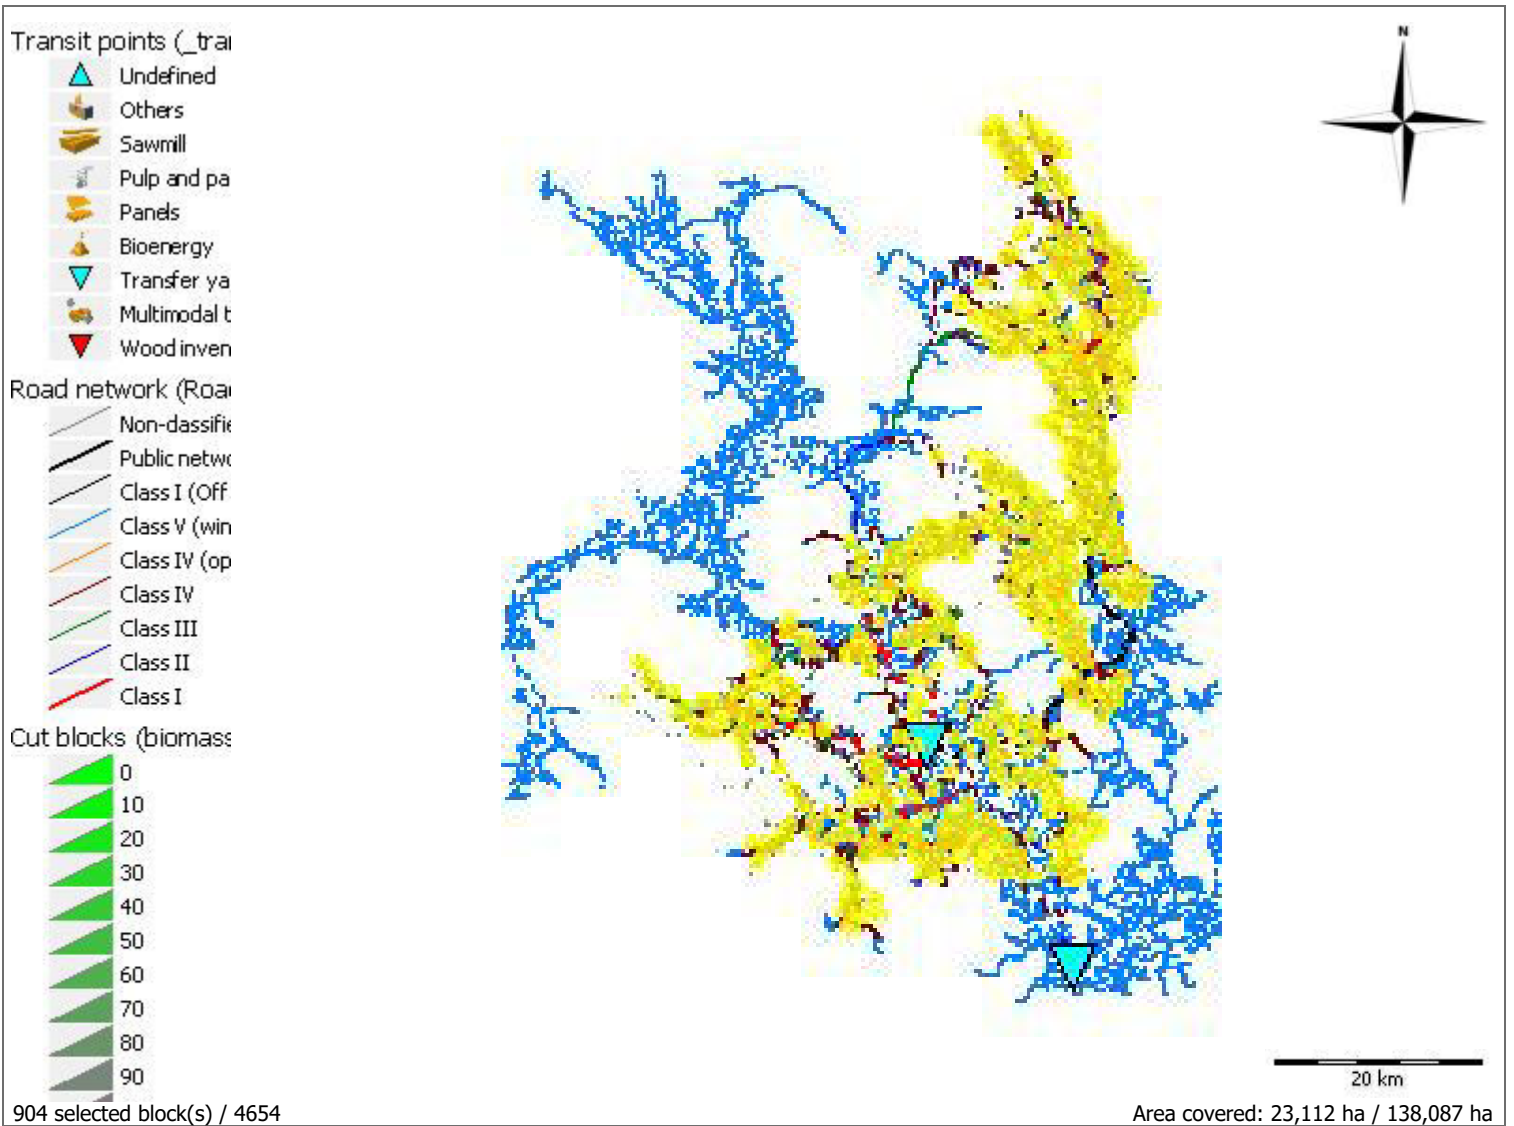 N
Transit points (_trai
Undefined
Others
Sawmill
Pulp and pa
Panels
Bioenergy
Transfer ya
Multimodal t
Wood inven
Road network (Road
Non-classifie
Public netwo
Class I (Off
Class V (win
Class IV (op
Class IV
Class III
Class II
Class I
Cut blocks (biomass
0
10
20
30
40
50
60
70
80
90
20 km
904 selected block(s) / 4654
Area covered: 23,112 ha / 138,087 ha